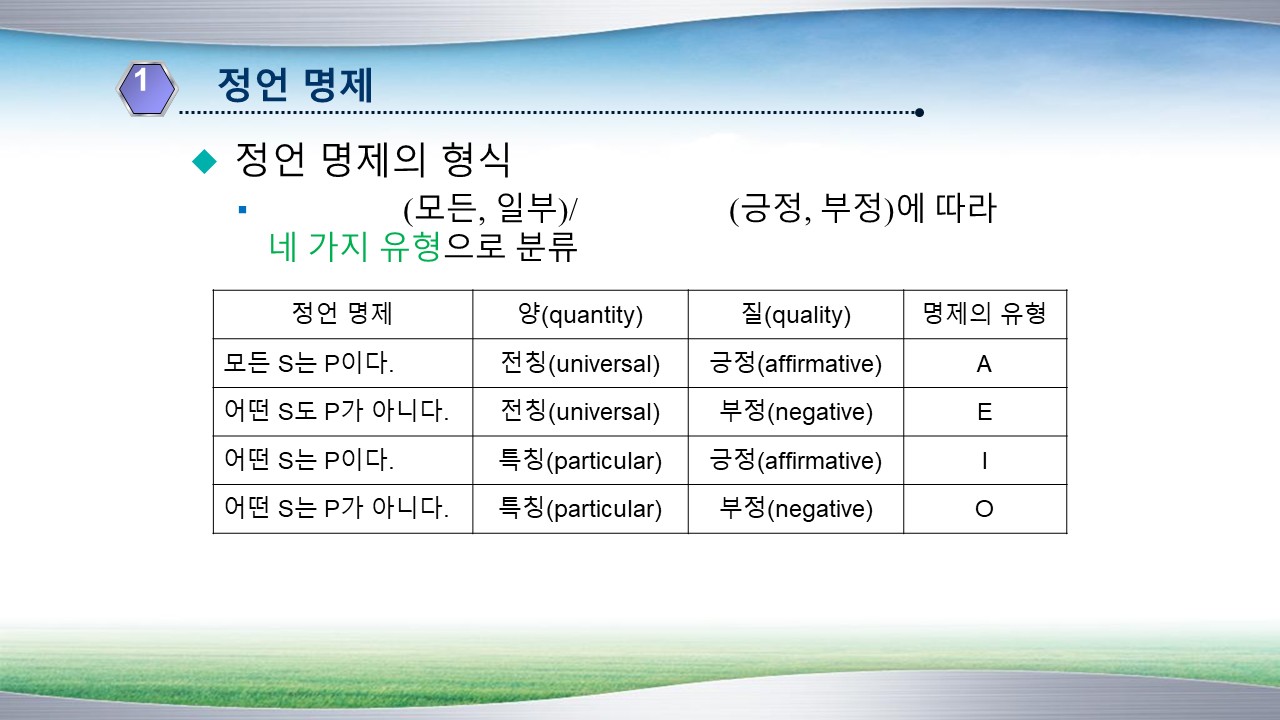 1
정언 명제
정언 명제의 형식
(모든, 일부)/ (긍정, 부정)에 따라
네 가지 유형으로 분류
정언 명제 양(quantity) 질(quality) 명제의 유형
모든 S는 P이다. 전칭(universal) 긍정(affirmative) A
어떤 S도 P가 아니다. 전칭(universal) 부정(negative) E
어떤 S는 P이다. 특칭(particular) 긍정(affirmative) I
어떤 S는 P가 아니다. 특칭(particular) 부정(negative) O